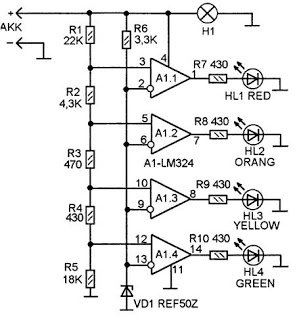 +
АКК
−
R1
22K
R6
3,3K
H1
R2
4,3K
3
2
4
A1.1
1
R7 430
HL1 RED
5
6
A1.2
7
R8 430
HL2
ORANG
A1-LM324
R3
470
10
9
A1.3
8
R9 430
HL3
YELLOW
R4
430
12
13
A1.4
14
11
R10 430
HL4
GREEN
R5
18K
VD1 REF50Z